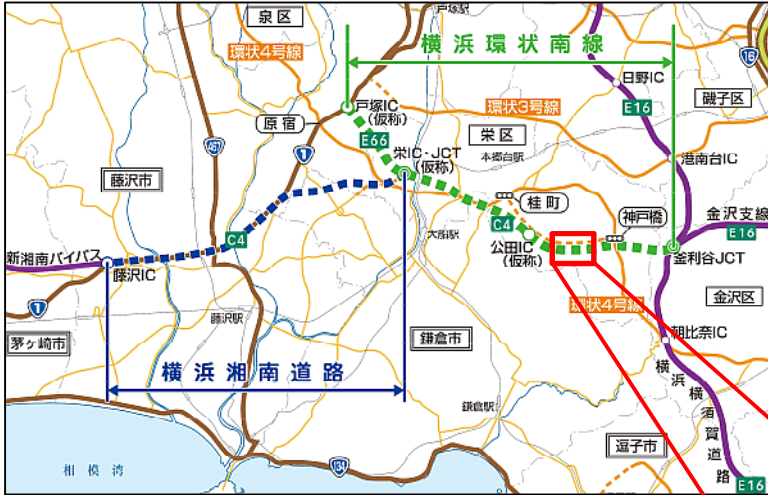 泉区
戸塚駅
16
環状4号線
横浜環状南線
日野IC
E16
磯子区
戸塚IC
(仮称)
環状3号線
原宿
E66
栄区
467
1
栄IC・JCT
(仮称)
本郷台駅
港南台IC
藤沢市
桂町
神戸橋
金沢支線
E16
C4
C4
大船駅
新湘南バイパス
公田IC
(仮称)
釜利谷JCT
藤沢IC
1
環状4号線
金沢区
藤沢駅
茅ヶ崎市
鎌倉市
朝比奈IC
横浜湘南道路
横浜横須賀道路
鎌倉駅
逗子市
相模湾
134
E16